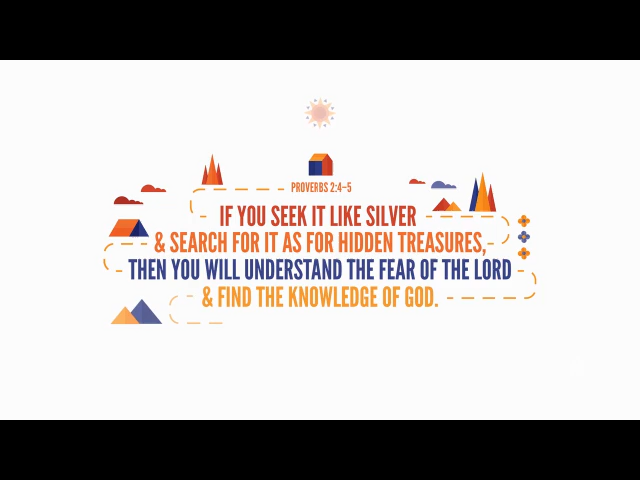 PROVERBS 2:4–5
IF YOU SEEK IT LIKE SILVER
& SEARCH FOR IT AS FOR HIDDEN TREASURES,
THEN YOU WILL UNDERSTAND THE FEAR OF THE LORD
& FIND THE KNOWLEDGE OF GOD.